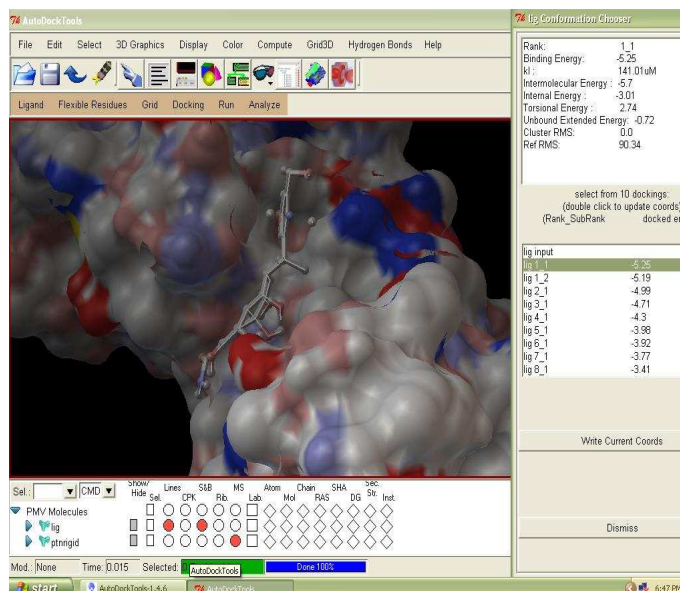 AutoDockTools
File Edit Select 3D Graphics Display Color Compute Grid3D Hydrogen Bonds Help
Ligand Flexible Residues Grid Docking Run Analyze
Sel.: CMD
Show/
Hide Sel. Lines CPK S&B Rib. MS Lab. Atom Mol Chain RAS SHA DG Sec. Str. Inst.
PMV Molecules
lig
ptnrigid
Mod.: None Time: 0.015 Selected: AutoDockTools Done 100%
lig Conformation Chooser
Rank: 1_1
Binding Energy: -5.25
kI : 141.01uM
Intermolecular Energy : -5.7
Internal Energy : -3.01
Torsional Energy : 2.74
Unbound Extended Energy: -0.72
Cluster RMS: 0.0
Ref RMS: 90.34
select from 10 dockings:
(double click to update coords)
(Rank_SubRank docked en
lig input
lig 1_1 -5.25
lig 1_2 -5.19
lig 2_1 -4.99
lig 3_1 -4.71
lig 4_1 -4.3
lig 5_1 -3.98
lig 6_1 -3.92
lig 7_1 -3.77
lig 8_1 -3.41
Write Current Coords
Dismiss
start AutoDockTools-1.4.6 AutoDockTools 6:47 PM